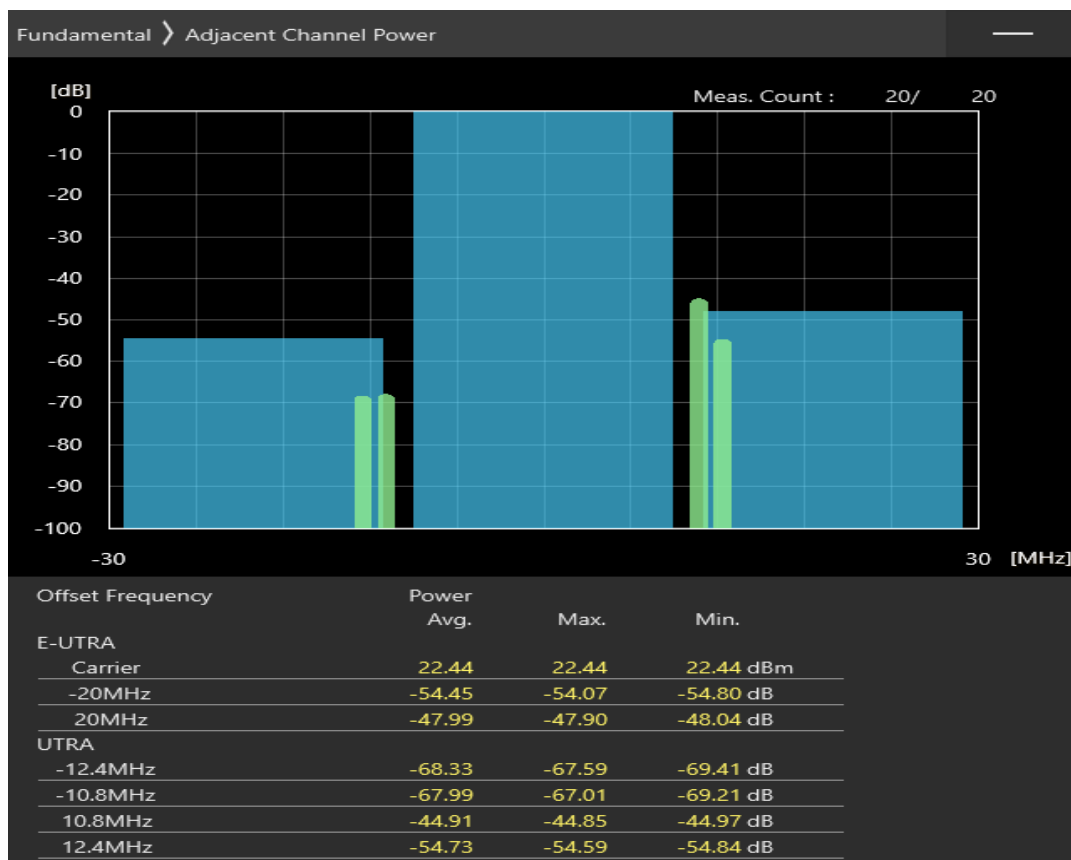 Fundamental 〉 Adjacent Channel Power
[dB]
Meas. Count : 20/ 20
0
-10
-20
-30
-40
-50
-60
-70
-80
-90
-100
-30 30 [MHz]
Offset Frequency Power
Avg. Max. Min.
E-UTRA
Carrier 22.44 22.44 22.44 dBm
-20MHz -54.45 -54.07 -54.80 dB
20MHz -47.99 -47.90 -48.04 dB
UTRA
-12.4MHz -68.33 -67.59 -69.41 dB
-10.8MHz -67.99 -67.01 -69.21 dB
10.8MHz -44.91 -44.85 -44.97 dB
12.4MHz -54.73 -54.59 -54.84 dB